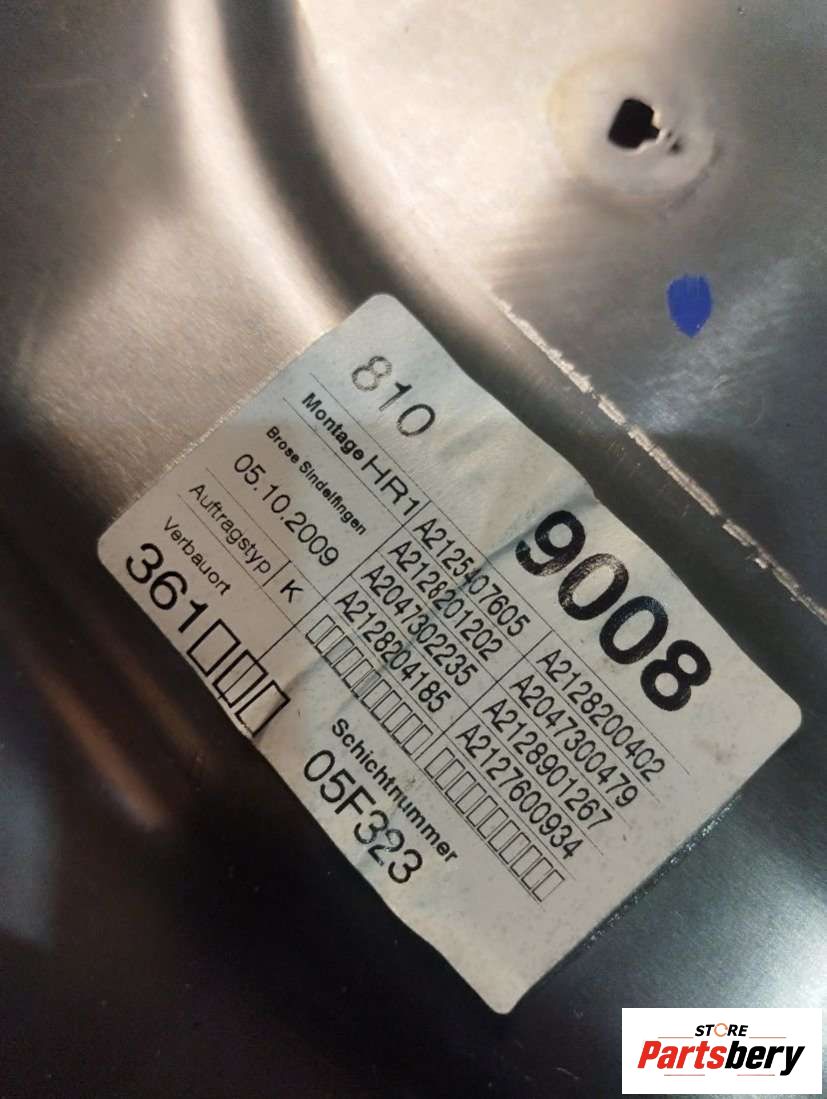 810
9008
Montage HR1
Brose Sindelfingen
05.10.2009
Auftragstyp K
Verbauort
361
A2125407605 A2128200402
A2128201202 A2047300479
A2047302235 A2128901267
A2128204185 A2127600934
Schichtnummer
05F323
STORE
Partsbery